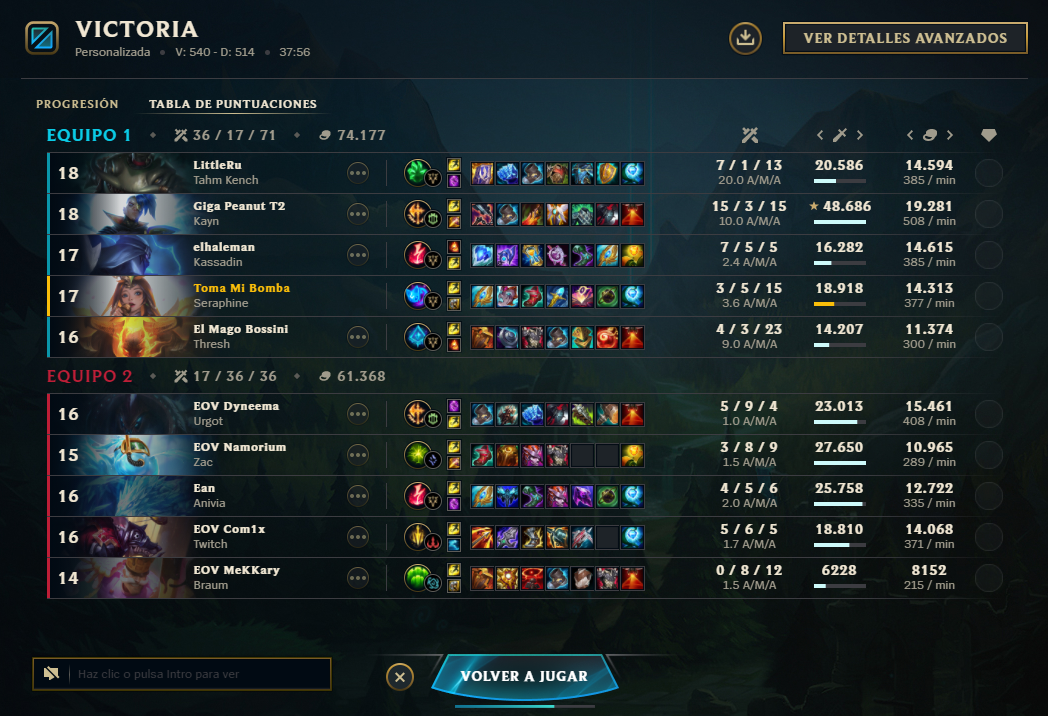 VICTORIA
Personalizada • V: 540 - D: 514 • 37:56
VER DETALLES AVANZADOS
PROGRESIÓN TABLA DE PUNTUACIONES
EQUIPO 1 36 / 17 / 71 74.177
18 LittleRu 7 / 1 / 13 20.586 14.594
Tahm Kench 20.0 A/M/A 385 / min
18 Giga Peanut T2 15 / 3 / 15 48.686 19.281
Kayn 10.0 A/M/A 508 / min
17 elhaleman 7 / 5 / 5 16.282 14.615
Kassadin 2.4 A/M/A 385 / min
17 Toma Mi Bomba 3 / 5 / 15 18.918 14.313
Seraphine 3.6 A/M/A 377 / min
16 El Mago Bossini 4 / 3 / 23 14.207 11.374
Thresh 9.0 A/M/A 300 / min
EQUIPO 2 17 / 36 / 36 61.368
16 EOV Dyneema 5 / 9 / 4 23.013 15.461
Urgot 1.0 A/M/A 408 / min
15 EOV Namorium 3 / 8 / 9 27.650 10.965
Zac 1.5 A/M/A 289 / min
16 Ean 4 / 5 / 6 25.758 12.722
Anivia 2.0 A/M/A 335 / min
16 EOV Com1x 5 / 6 / 5 18.810 14.068
Twitch 1.7 A/M/A 371 / min
14 EOV MeKKary 0 / 8 / 12 6228 8152
Braum 1.5 A/M/A 215 / min
Haz clic o pulsa Intro para ver
VOLVER A JUGAR